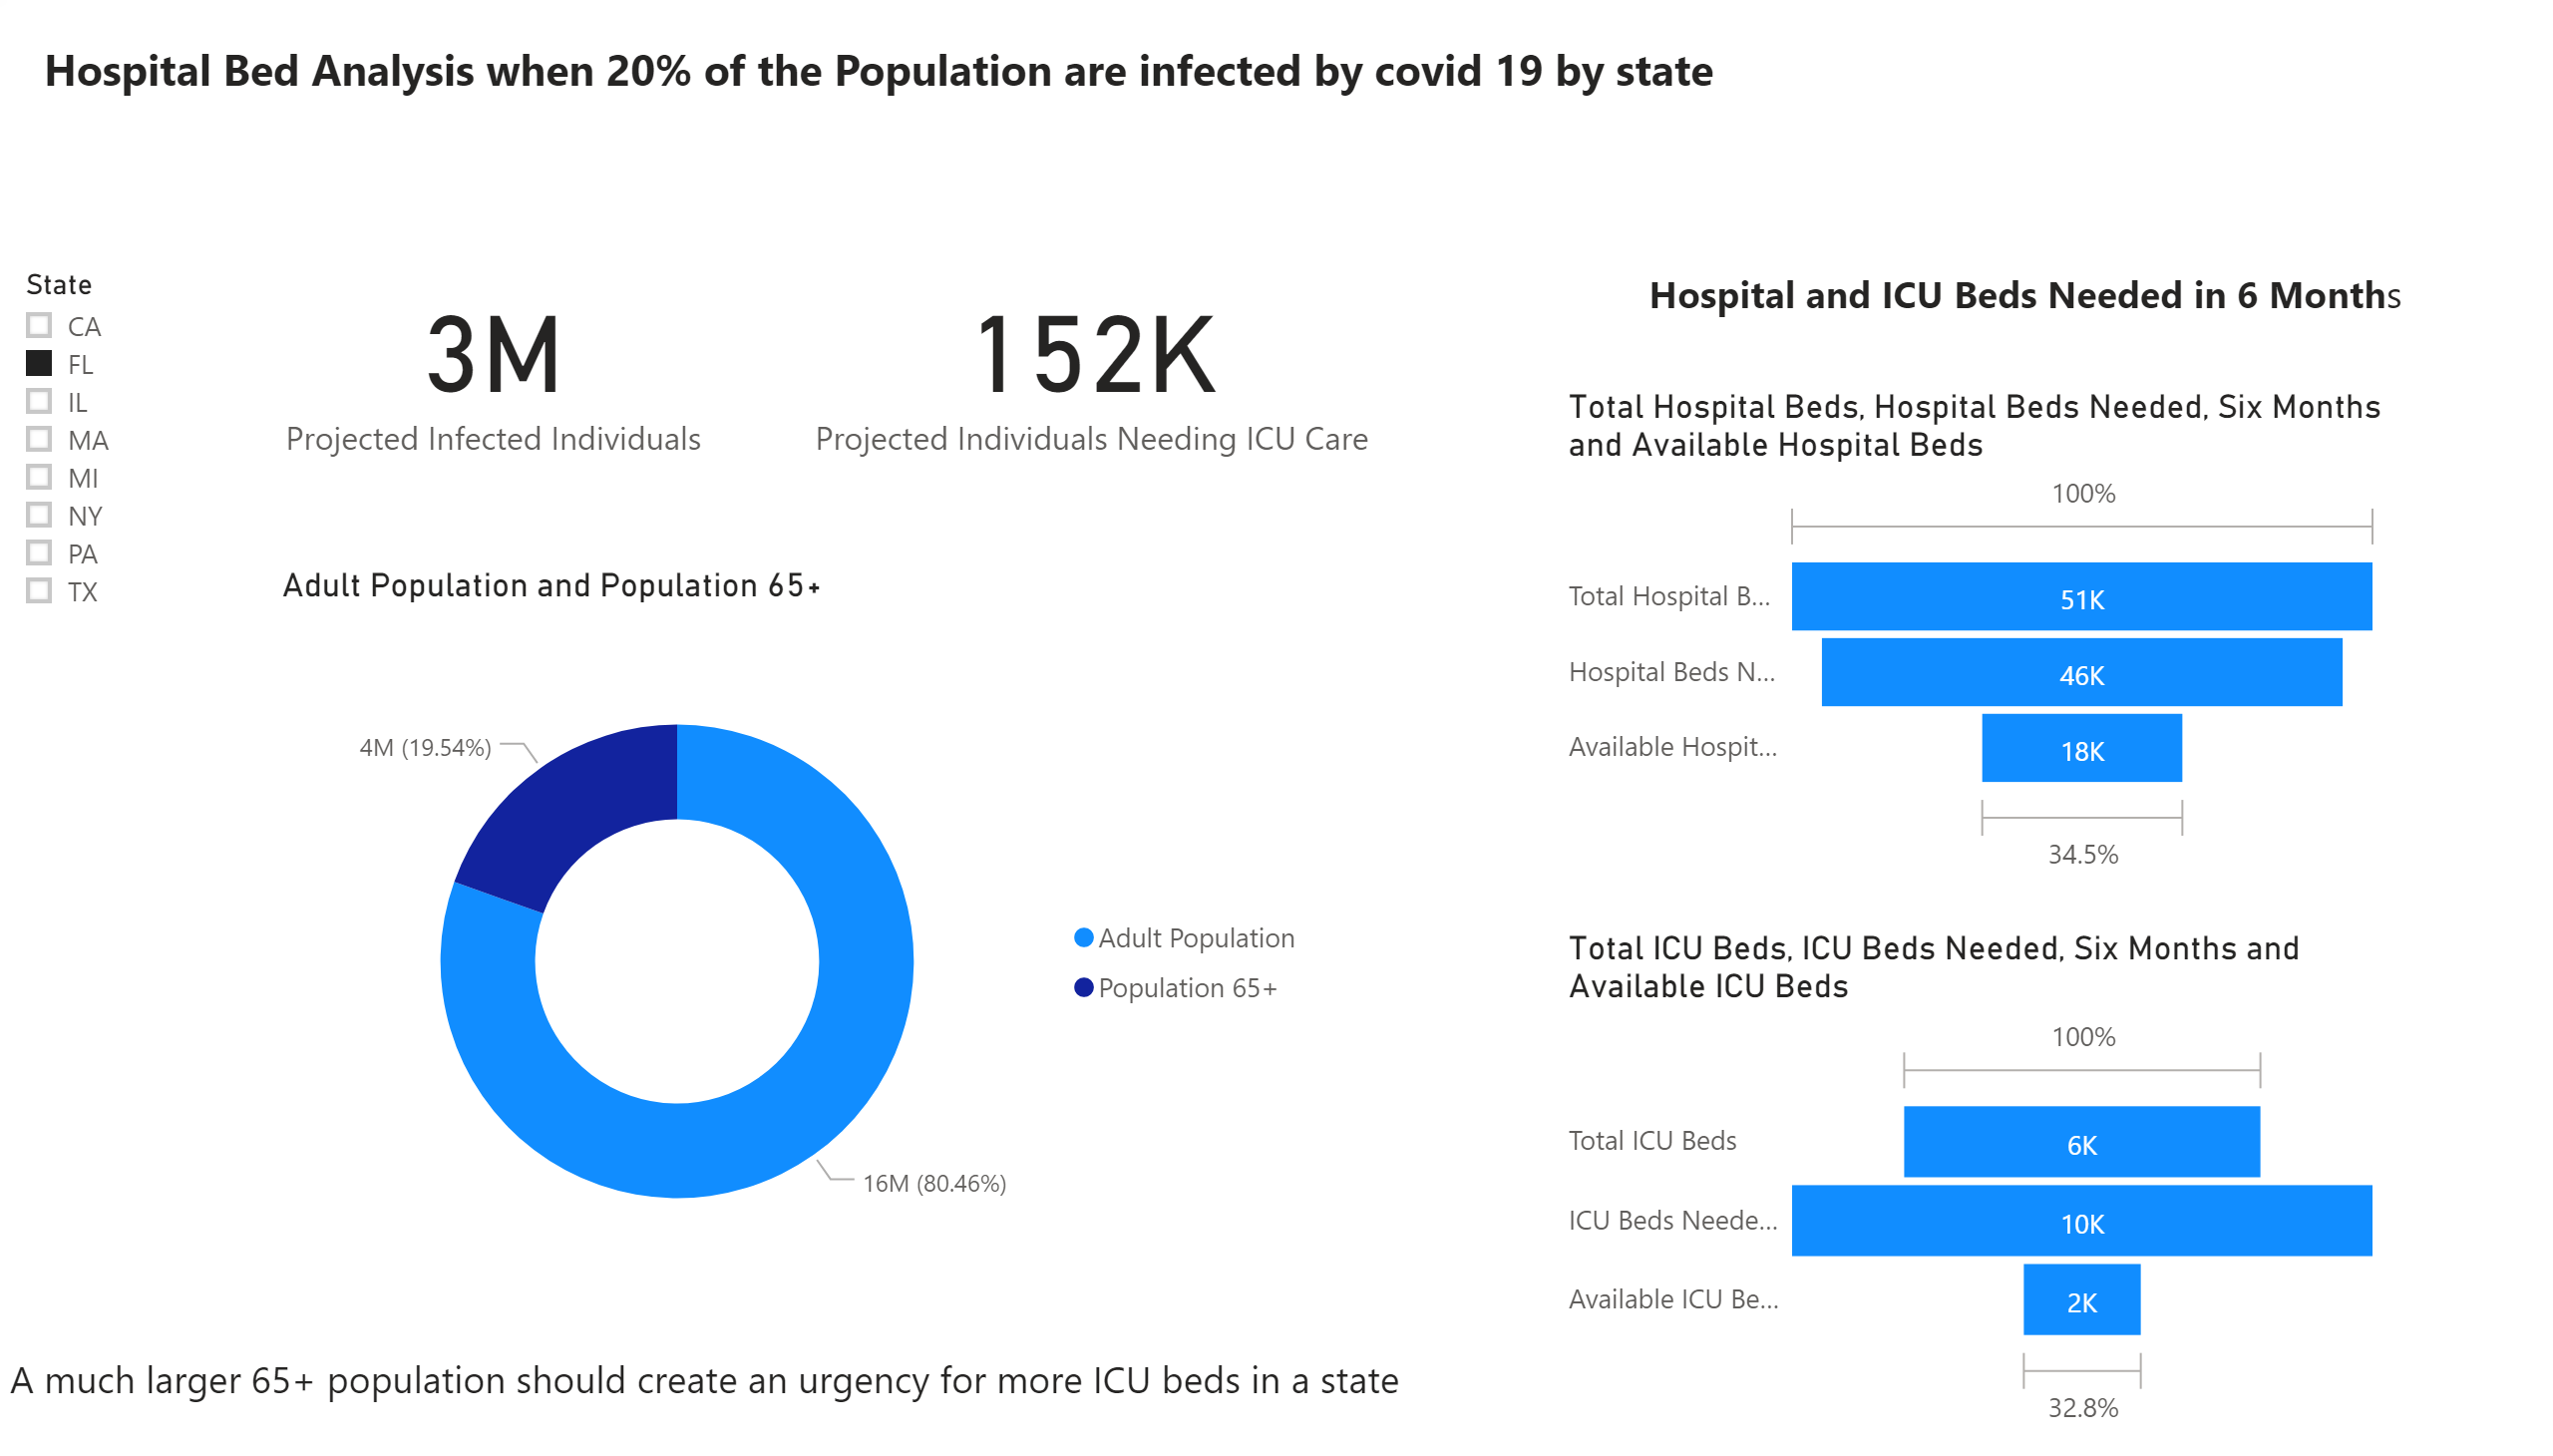 Hospital Bed Analysis when 20% of the Population are infected by covid 19 by state
State
CA
FL
IL
MA
MI
NY
PA
TX
3M
Projected Infected Individuals
152K
Projected Individuals Needing ICU Care
Adult Population and Population 65+
4M (19.54%)
16M (80.46%)
Adult Population
Population 65+
A much larger 65+ population should create an urgency for more ICU beds in a state
Hospital and ICU Beds Needed in 6 Months
Total Hospital Beds, Hospital Beds Needed, Six Months
and Available Hospital Beds
100%
Total Hospital B... 51K
Hospital Beds N... 46K
Available Hospit... 18K
34.5%
Total ICU Beds, ICU Beds Needed, Six Months and
Available ICU Beds
100%
Total ICU Beds 6K
ICU Beds Neede... 10K
Available ICU Be... 2K
32.8%